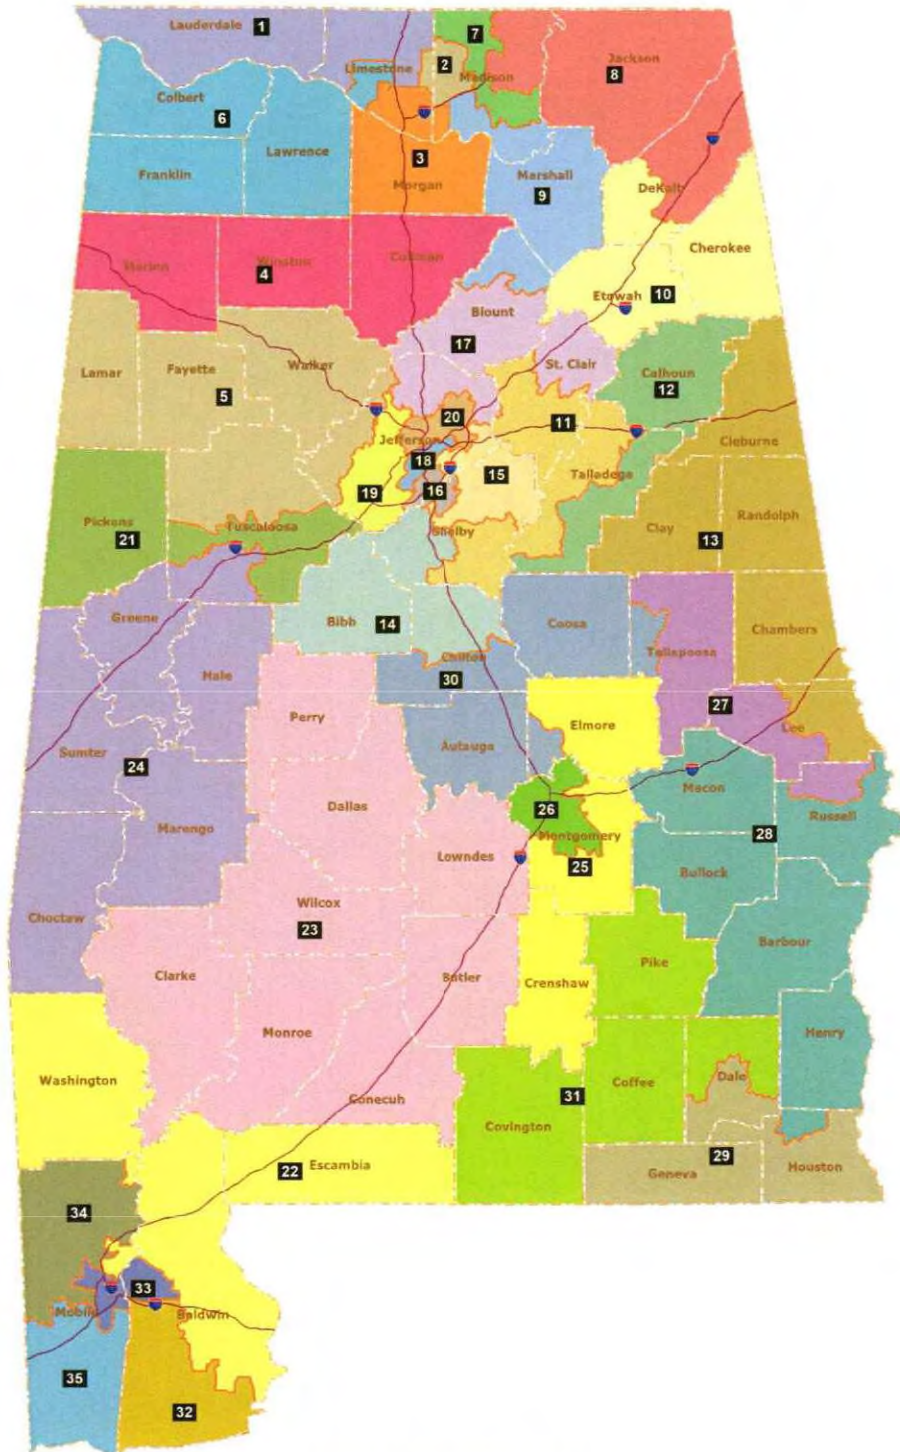 Lauderdale 1
7
Limestone
2
Madison
Jackson
8
Colbert
6
Lawrence
3
Morgan
Franklin
Marshall
9
DeKalb
Cherokee
Marion
Winston
4
Cullman
Etowah 10
Blount
17
St. Clair
Lamar
Fayette
5
Walker
Calhoun
12
20
11
Jefferson
18
Cleburne
19
16
15
Talladega
Pickens
21
Tuscaloosa
Shelby
Clay
13
Randolph
Greene
Bibb 14
Coosa
Chambers
Hale
Chilton
30
Tallapoosa
Perry
Elmore
27
Lee
Sumter
24
Autauga
Dallas
26
Macon
Russell
Marengo
Lowndes
Montgomery
25
28
Bullock
Choctaw
Wilcox
23
Barbour
Clarke
Butler
Crenshaw
Pike
Monroe
Henry
Washington
Conecuh
31
Coffee
Dale
Covington
22 Escambia
29
Geneva
Houston
34
33
Mobile
Baldwin
35
32